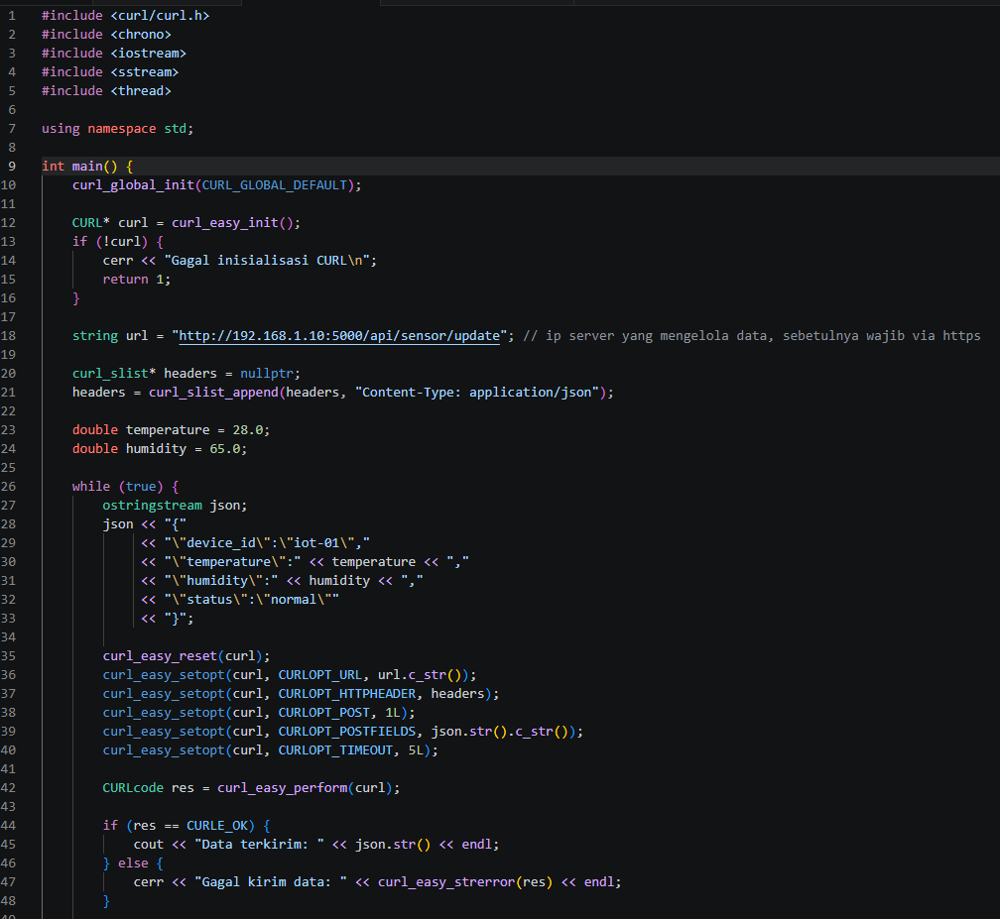 1 #include <curl/curl.h>
2 #include <chrono>
3 #include <iostream>
4 #include <sstream>
5 #include <thread>
6
7 using namespace std;
8
9 int main() {
10     curl_global_init(CURL_GLOBAL_DEFAULT);
11
12     CURL* curl = curl_easy_init();
13     if (!curl) {
14         cerr << "Gagal inisialisasi CURL\n";
15         return 1;
16     }
17
18     string url = "http://192.168.1.10:5000/api/sensor/update"; // ip server yang mengelola data, sebetulnya wajib via https
19
20     curl_slist* headers = nullptr;
21     headers = curl_slist_append(headers, "Content-Type: application/json");
22
23     double temperature = 28.0;
24     double humidity = 65.0;
25
26     while (true) {
27         ostringstream json;
28         json << "{"
29              << "\"device_id\":\"iot-01\","
30              << "\"temperature\":" << temperature << ","
31              << "\"humidity\":" << humidity << ","
32              << "\"status\":\"normal\""
33              << "}";
34
35         curl_easy_reset(curl);
36         curl_easy_setopt(curl, CURLOPT_URL, url.c_str());
37         curl_easy_setopt(curl, CURLOPT_HTTPHEADER, headers);
38         curl_easy_setopt(curl, CURLOPT_POST, 1L);
39         curl_easy_setopt(curl, CURLOPT_POSTFIELDS, json.str().c_str());
40         curl_easy_setopt(curl, CURLOPT_TIMEOUT, 5L);
41
42         CURLcode res = curl_easy_perform(curl);
43
44         if (res == CURLE_OK) {
45             cout << "Data terkirim: " << json.str() << endl;
46         } else {
47             cerr << "Gagal kirim data: " << curl_easy_strerror(res) << endl;
48         }